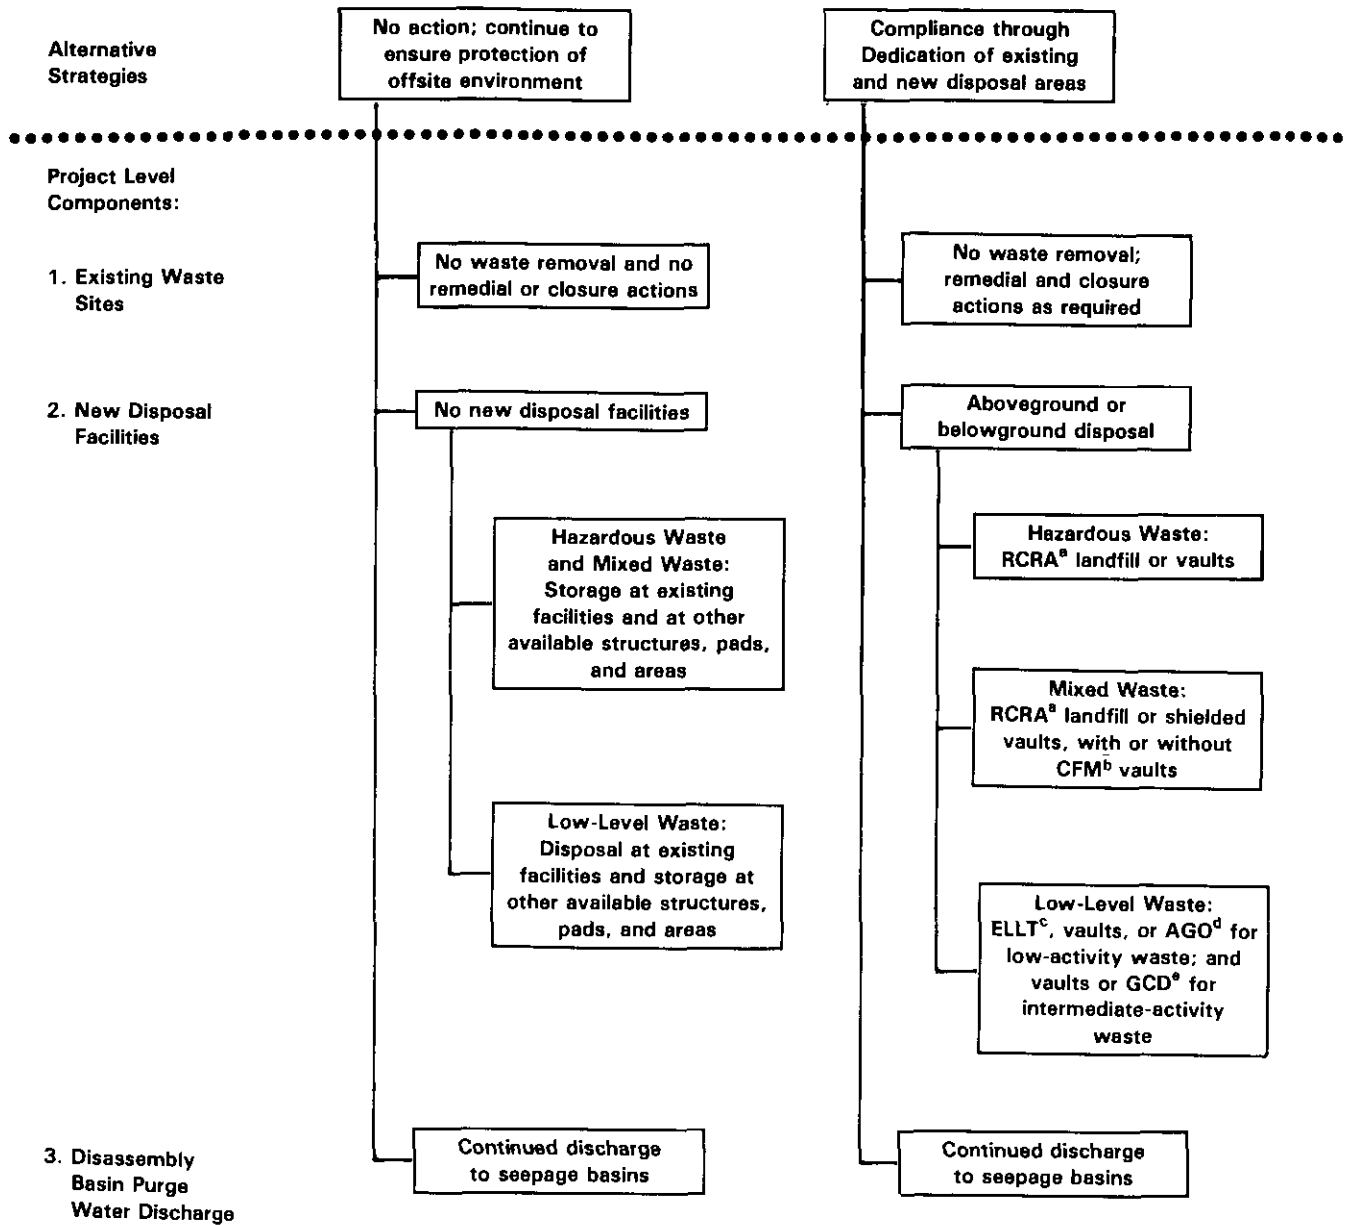 Alternative
Strategies
No action; continue to
ensure protection of
offsite environment
Compliance through
Dedication of existing
and new disposal areas
Project Level
Components:
1. Existing Waste
Sites
No waste removal and no
remedial or closure actions
No waste removal;
remedial and closure
actions as required
2. New Disposal
Facilities
No new disposal facilities
Aboveground or
belowground disposal
Hazardous Waste
and Mixed Waste:
Storage at existing
facilities and at other
available structures, pads,
and areas
Hazardous Waste:
RCRAᵃ landfill or vaults
Mixed Waste:
RCRAᵃ landfill or shielded
vaults, with or without
CFMᵇ vaults
Low-Level Waste:
Disposal at existing
facilities and storage at
other available structures,
pads, and areas
Low-Level Waste:
ELLTᶜ, vaults, or AGOᵈ for
low-activity waste; and
vaults or GCDᵉ for
intermediate-activity
waste
3. Disassembly
Basin Purge
Water Discharge
Continued discharge
to seepage basins
Continued discharge
to seepage basins